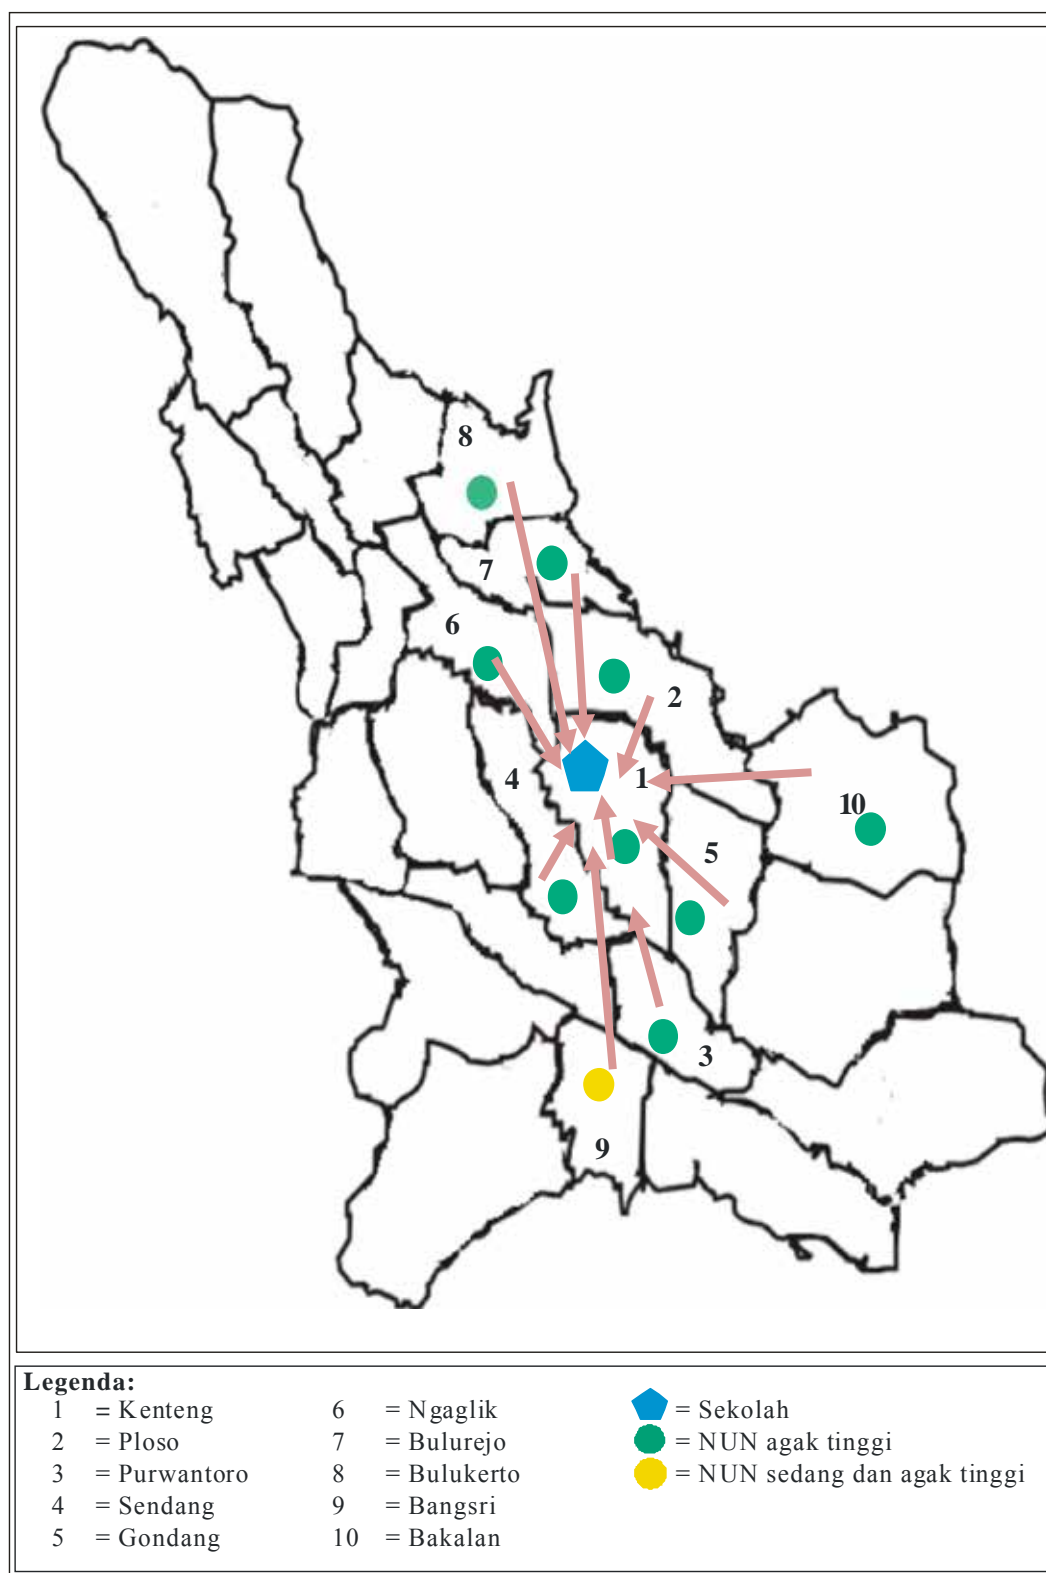 8
7
6
2
10
4
1
5
3
9
Legenda:
1 = Kenteng 6 = Ngaglik = Sekolah
2 = Ploso 7 = Bulurejo = NUN agak tinggi
3 = Purwantoro 8 = Bulukerto = NUN sedang dan agak tinggi
4 = Sendang 9 = Bangsri
5 = Gondang 10 = Bakalan